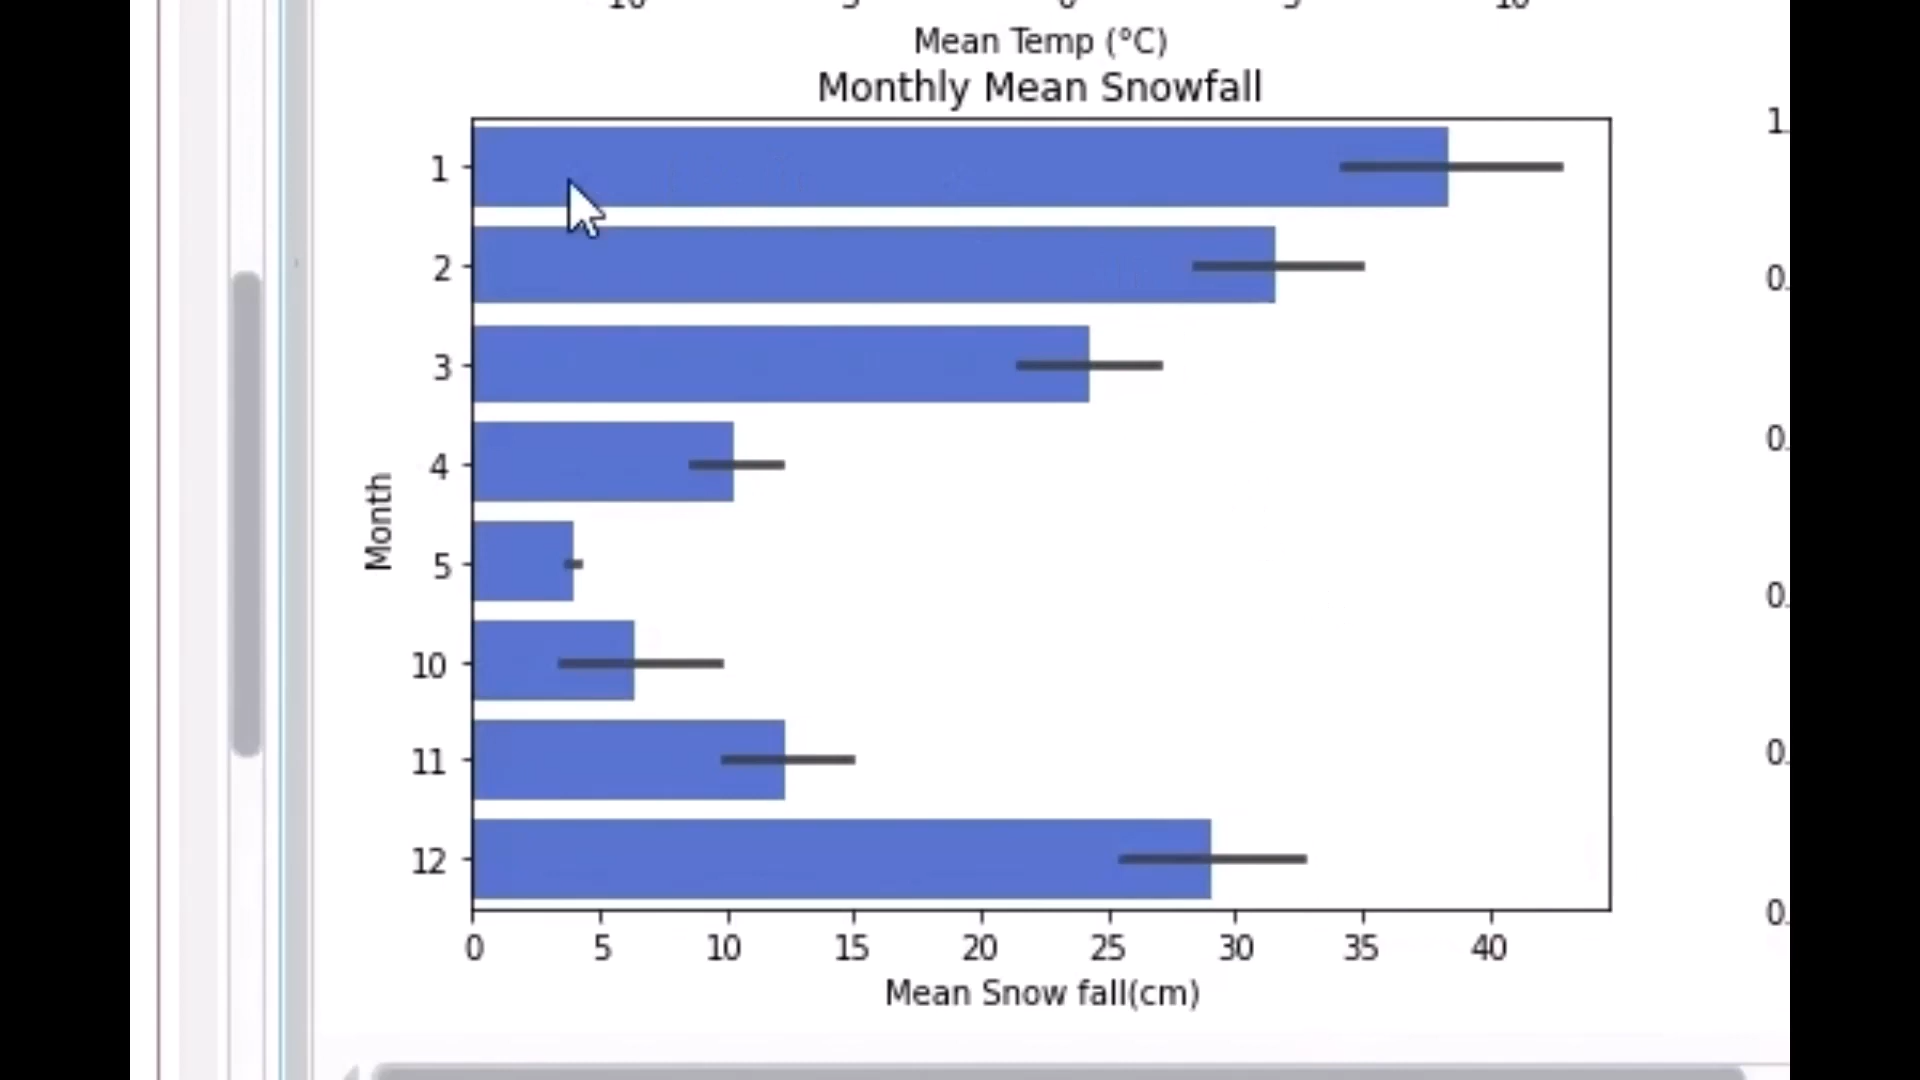 Mean Temp (°C)
Monthly Mean Snowfall
1
2
3
4
5
10
11
12
Month
0 5 10 15 20 25 30 35 40
Mean Snow fall(cm)